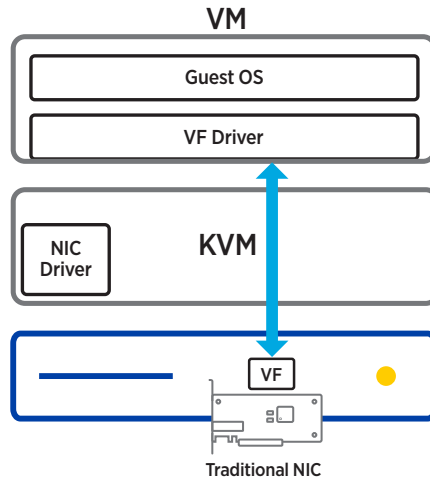 VM
Guest OS
VF Driver
NIC
Driver
KVM
VF
Traditional NIC